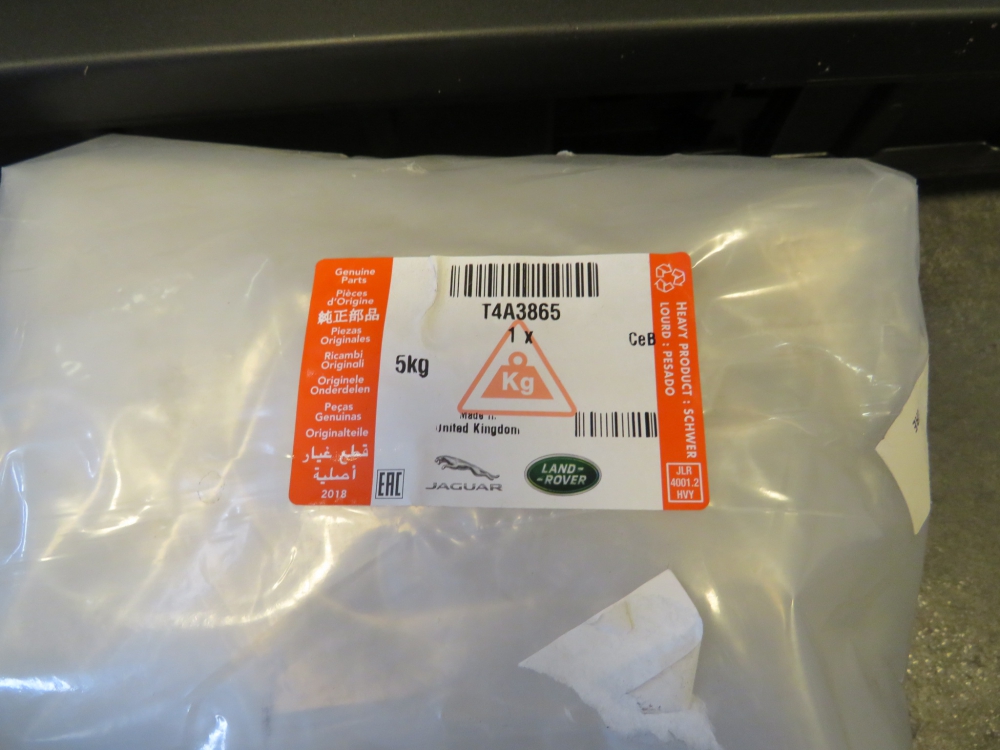 Genuine
Parts
Pièces
d'Origine
純正部品
Piezas
Originales
Ricambi
Originali
Originele
Onderdelen
Peças
Genuinas
Originalteile
قطع غيار
أصلية
2018
T4A3865
1 x
CeB
5kg
Kg
Made in
United Kingdom
EAC
JAGUAR
LAND-
-ROVER
HEAVY PRODUCT : SCHWER
LOURD : PESADO
JLR
4001.2
HVY